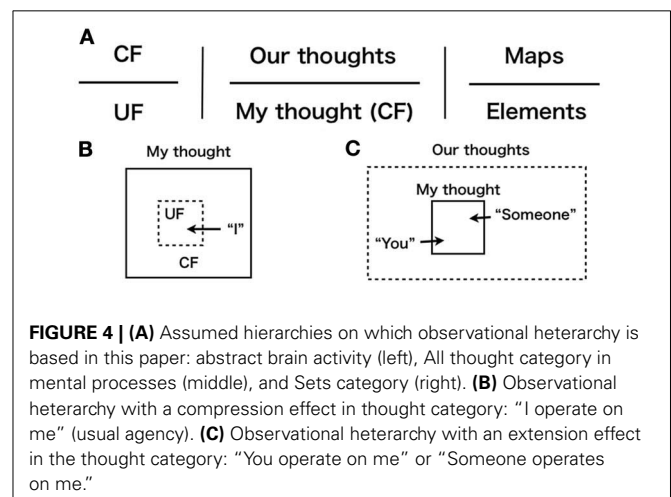 A
CF Our thoughts Maps
UF My thought (CF) Elements
B My thought
UF
"I"
CF
C Our thoughts
My thought
"Someone"
"You"
FIGURE 4 | (A) Assumed hierarchies on which observational heterarchy is
based in this paper: abstract brain activity (left), All thought category in
mental processes (middle), and Sets category (right). (B) Observational
heterarchy with a compression effect in thought category: “I operate on
me” (usual agency). (C) Observational heterarchy with an extension effect
in the thought category: “You operate on me” or “Someone operates
on me.”